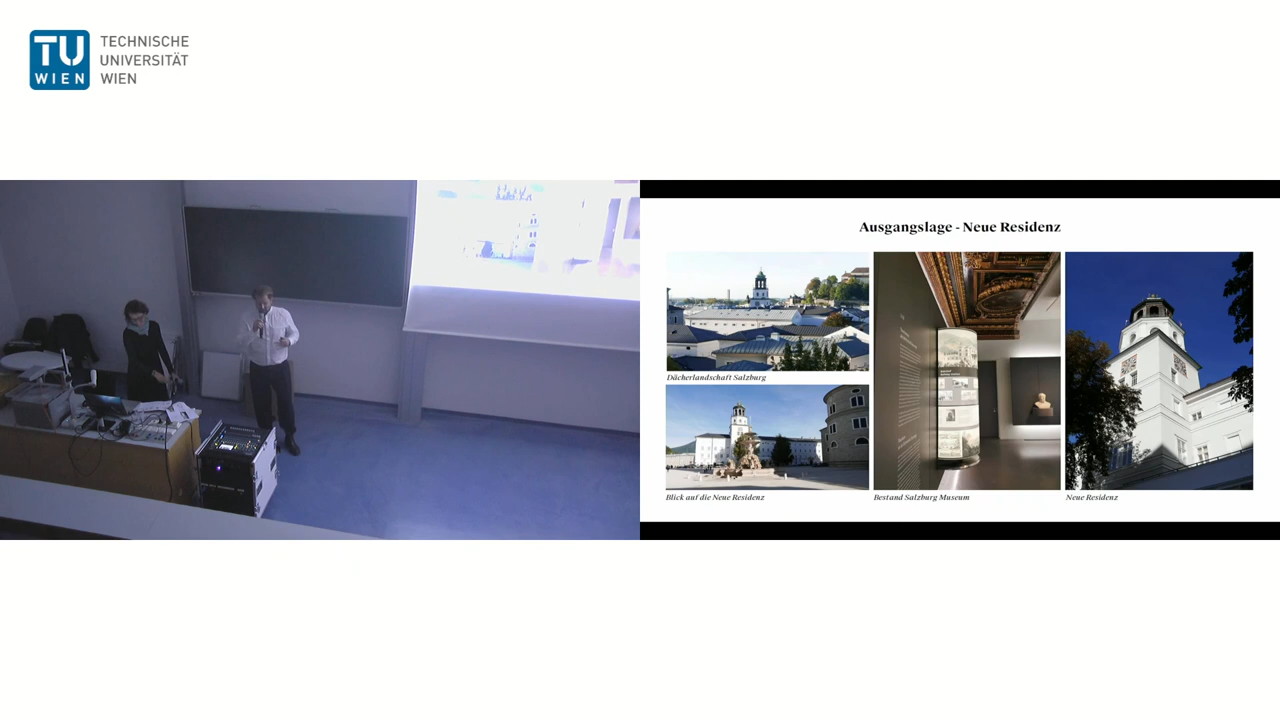 TU
WIEN
TECHNISCHE
UNIVERSITÄT
WIEN
Ausgangslage - Neue Residenz
Dächerlandschaft Salzburg
Blick auf die Neue Residenz
Bestand Salzburg Museum
Neue Residenz